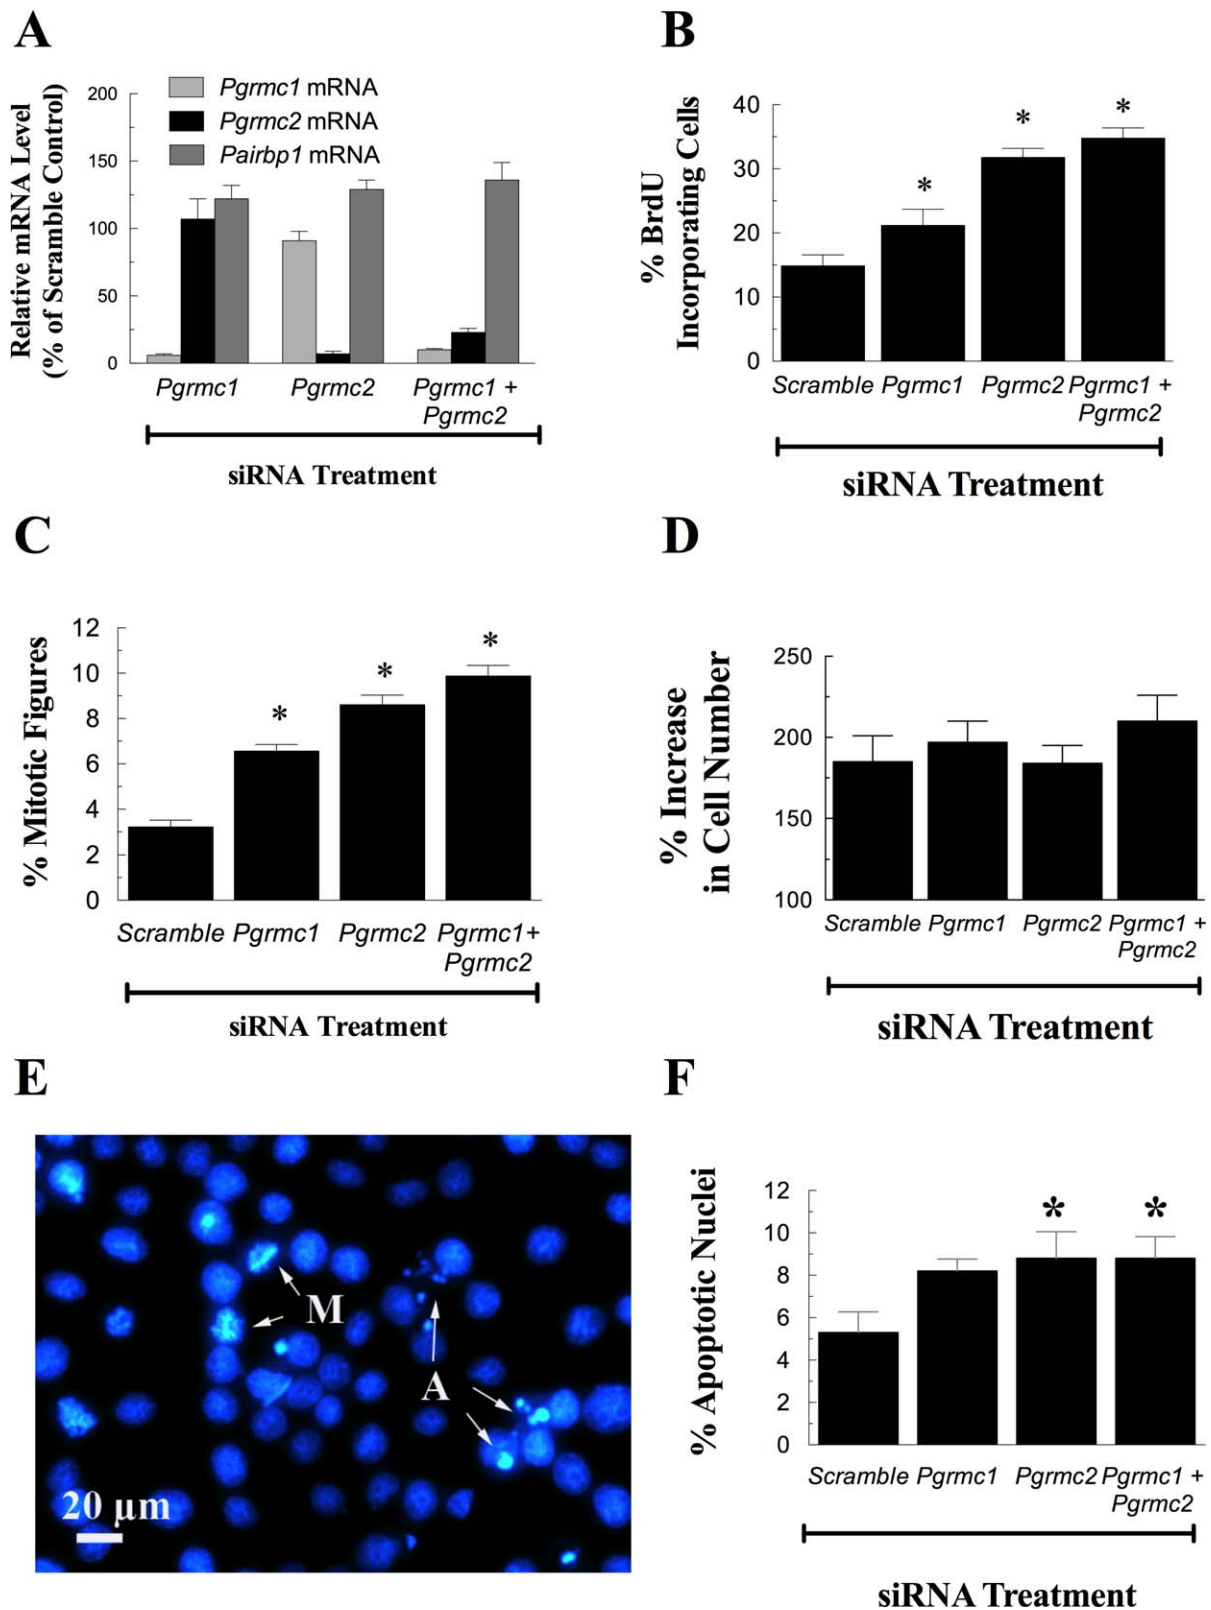 A
Relative mRNA Level
(% of Scramble Control)
200
150
100
50
0
Pgrmc1 mRNA
Pgrmc2 mRNA
Pairbp1 mRNA
Pgrmc1 Pgrmc2 Pgrmc1 +
Pgrmc2
siRNA Treatment
B
% BrdU
Incorporating Cells
40
30
20
10
0
* * *
Scramble Pgrmc1 Pgrmc2 Pgrmc1 +
Pgrmc2
siRNA Treatment
C
% Mitotic Figures
12
10
8
6
4
2
0
* * *
Scramble Pgrmc1 Pgrmc2 Pgrmc1+
Pgrmc2
siRNA Treatment
D
% Increase
in Cell Number
250
200
150
100
Scramble Pgrmc1 Pgrmc2 Pgrmc1 +
Pgrmc2
siRNA Treatment
E
M
A
20 µm
F
% Apoptotic Nuclei
12
10
8
6
4
2
0
* *
Scramble Pgrmc1 Pgrmc2 Pgrmc1 +
Pgrmc2
siRNA Treatment